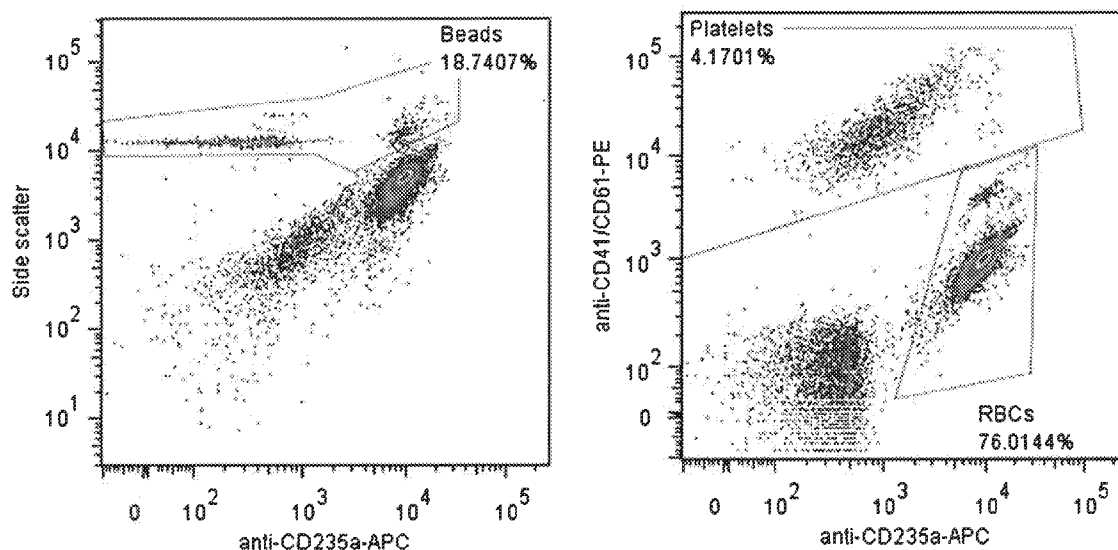 Beads
18.7407%
10^5
10^4
10^3
10^2
10^1
Side scatter
0 10^2 10^3 10^4 10^5
anti-CD235a-APC
Platelets
4.1701%
10^5
10^4
10^3
10^2
0
anti-CD41/CD61-PE
RBCs
76.0144%
0 10^2 10^3 10^4 10^5
anti-CD235a-APC